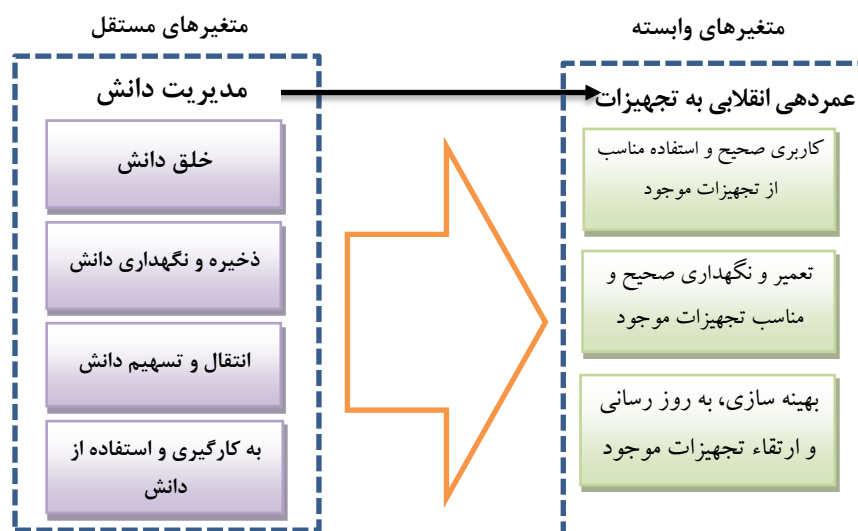 متغیرهای مستقل
مدیریت دانش
خلق دانش
ذخیره و نگهداری دانش
انتقال و تسهیم دانش
به کارگیری و استفاده از
دانش
متغیرهای وابسته
عمردهی انقلابی به تجهیزات
کاربری صحیح و استفاده مناسب
از تجهیزات موجود
تعمیر و نگهداری صحیح و
مناسب تجهیزات موجود
بهینه سازی، به روز رسانی
و ارتقاء تجهیزات موجود